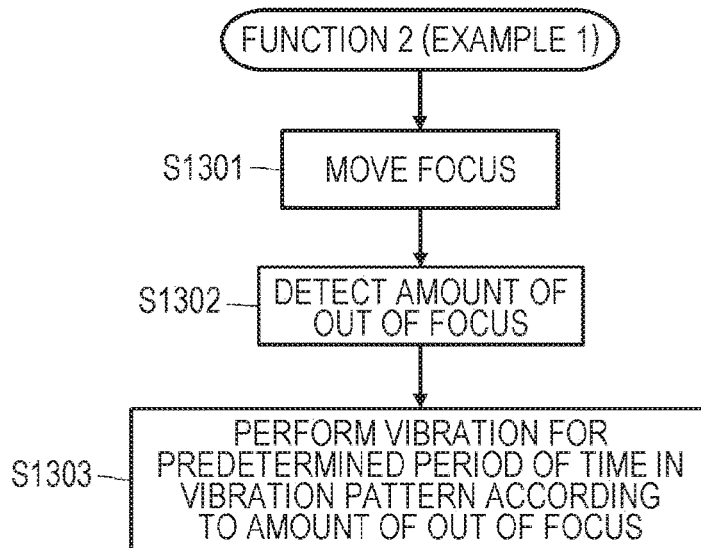 FUNCTION 2 (EXAMPLE 1)
S1301
MOVE FOCUS
S1302
DETECT AMOUNT OF
OUT OF FOCUS
S1303
PERFORM VIBRATION FOR
PREDETERMINED PERIOD OF TIME IN
VIBRATION PATTERN ACCORDING
TO AMOUNT OF OUT OF FOCUS